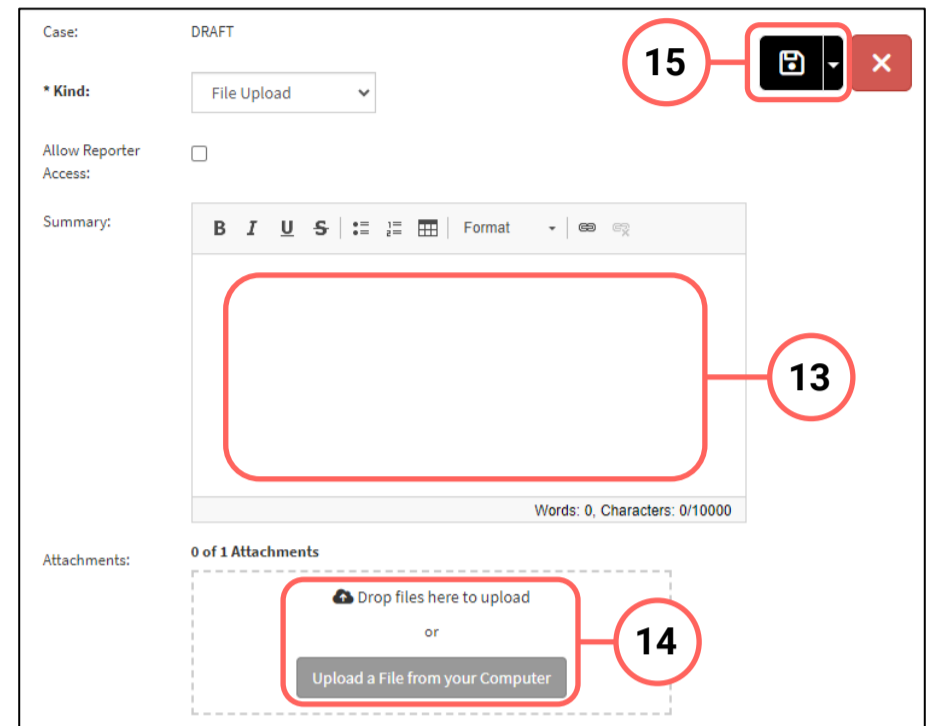 Case: DRAFT
15
* Kind: File Upload
Allow Reporter
Access:
Summary: B I U S Format
13
Words: 0, Characters: 0/10000
Attachments: 0 of 1 Attachments
Drop files here to upload
or
14
Upload a File from your Computer